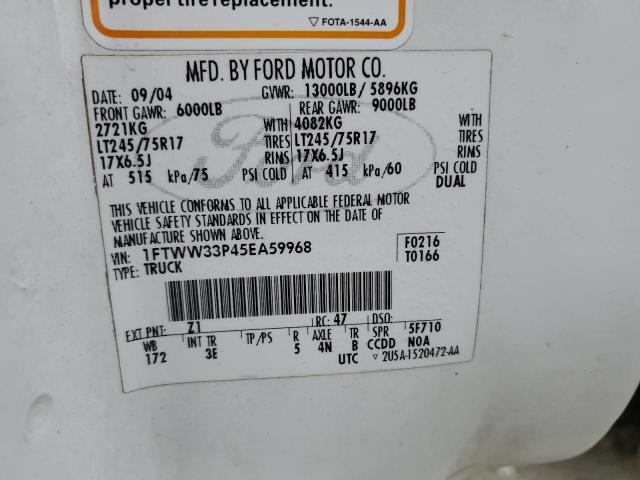 proper tire replacement.
▽ FOTA-1544-AA
MFD. BY FORD MOTOR CO.
DATE: 09/04 GVWR: 13000LB/ 5896KG
FRONT GAWR: 6000LB REAR GAWR: 9000LB
2721KG WITH 4082KG WITH
LT245/75R17 TIRES LT245/75R17 TIRES
17X6.5J RIMS 17X6.5J RIMS
AT 515 kPa/75 PSI COLD AT 415 kPa/60 PSI COLD
DUAL
Ford
THIS VEHICLE CONFORMS TO ALL APPLICABLE FEDERAL MOTOR
VEHICLE SAFETY STANDARDS IN EFFECT ON THE DATE OF
MANUFACTURE SHOWN ABOVE.
VIN: 1FTWW33P45EA59968 F0216
TYPE: TRUCK T0166
EXT PNT: Z1 RC: 47 DSO:
WB INT TR TP/PS R AXLE TR SPR 5F710
172 3E 5 4N B CCDD NOA
UTC ▽ 2U5A-1520472-AA